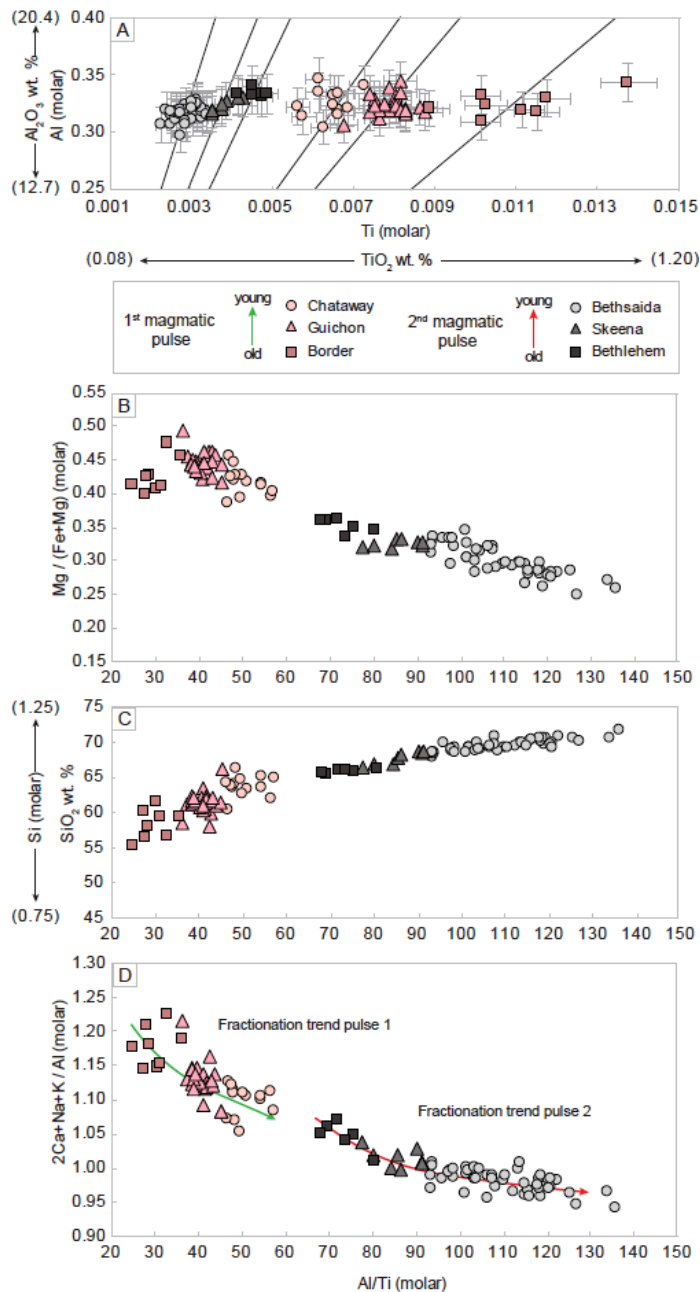 A
(20.4)
Al₂O₃ wt. %
(12.7)
Al (molar)
0.40
0.35
0.30
0.25
0.001 0.003 0.005 0.007 0.009 0.011 0.013 0.015
Ti (molar)
(0.08) TiO₂ wt. % (1.20)
1st magmatic pulse
young
old
Chataway
Guichon
Border
2nd magmatic pulse
young
old
Bethsaida
Skeena
Bethlehem
B
Mg / (Fe+Mg) (molar)
0.55
0.50
0.45
0.40
0.35
0.30
0.25
0.20
0.15
20 30 40 50 60 70 80 90 100 110 120 130 140 150
C
(1.25)
Si (molar)
(0.75)
SiO₂ wt. %
75
70
65
60
55
50
45
20 30 40 50 60 70 80 90 100 110 120 130 140 150
D
2Ca+Na+K / Al (molar)
1.30
1.25
1.20
1.15
1.10
1.05
1.00
0.95
0.90
Fractionation trend pulse 1
Fractionation trend pulse 2
20 30 40 50 60 70 80 90 100 110 120 130 140 150
Al/Ti (molar)